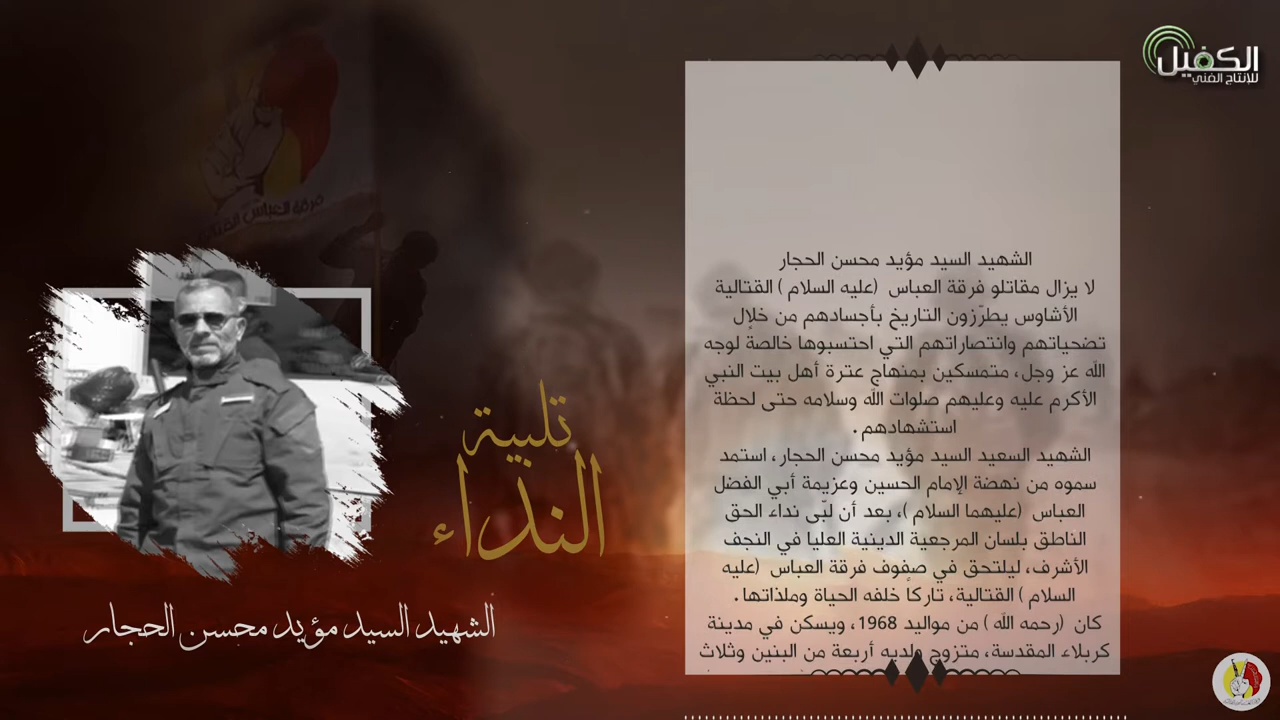 الكفيل
للإنتاج الفني
فرقة العباس القتالية
الشهيد السيد مؤيد محسن الحجار
لا يزال مقاتلو فرقة العباس (عليه السلام) القتالية
الأشاوس يطرّزون التاريخ بأجسادهم من خلال
تضحياتهم وانتصاراتهم التي احتسبوها خالصة لوجه
الله عز وجل، متمسكين بمنهاج عترة أهل بيت النبي
الأكرم عليه وعليهم صلوات الله وسلامه حتى لحظة
استشهادهم.
الشهيد السعيد السيد مؤيد محسن الحجار، استمد
سموه من نهضة الإمام الحسين وعزيمة أبي الفضل
العباس (عليهما السلام)، بعد أن لبّى نداء الحق
الناطق بلسان المرجعية الدينية العليا في النجف
الأشرف، ليلتحق في صفوف فرقة العباس (عليه
السلام) القتالية، تاركاً خلفه الحياة وملذاتها.
كان (رحمه الله) من مواليد 1968، ويسكن في مدينة
كربلاء المقدسة، متزوج ولديه أربعة من البنين وثلاث
تلبية
النداء
الشهيد السيد مؤيد محسن الحجار